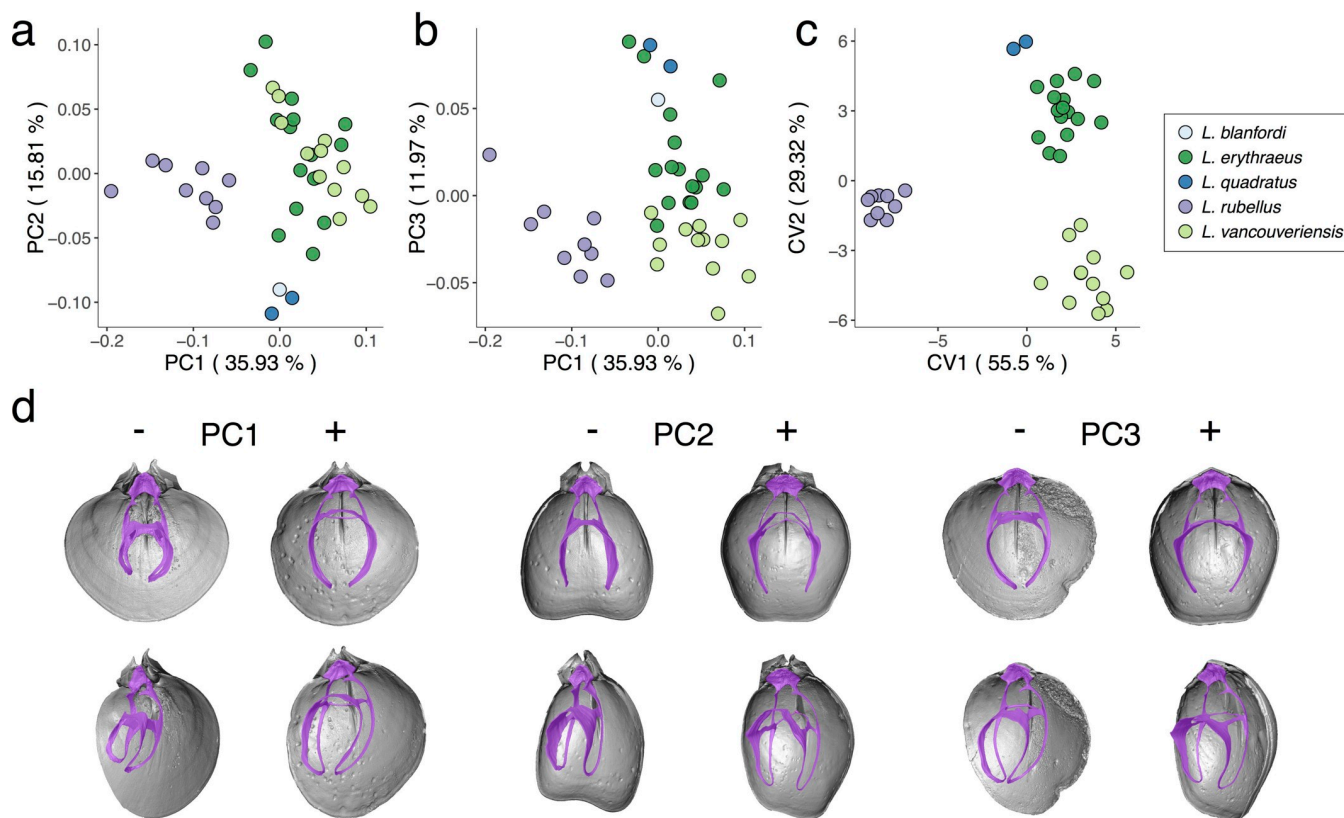 a
b
c
0.10
0.05
0.00
−0.05
−0.10
PC2 ( 15.81 % )
−0.2
−0.1
0.0
0.1
PC1 ( 35.93 % )
0.05
0.00
−0.05
PC3 ( 11.97 % )
−0.2
−0.1
0.0
0.1
PC1 ( 35.93 % )
6
3
0
−3
−6
CV2 ( 29.32 % )
−5
0
5
CV1 ( 55.5 % )
L. blanfordi
L. erythraeus
L. quadratus
L. rubellus
L. vancouveriensis
d
- PC1 +
- PC2 +
- PC3 +